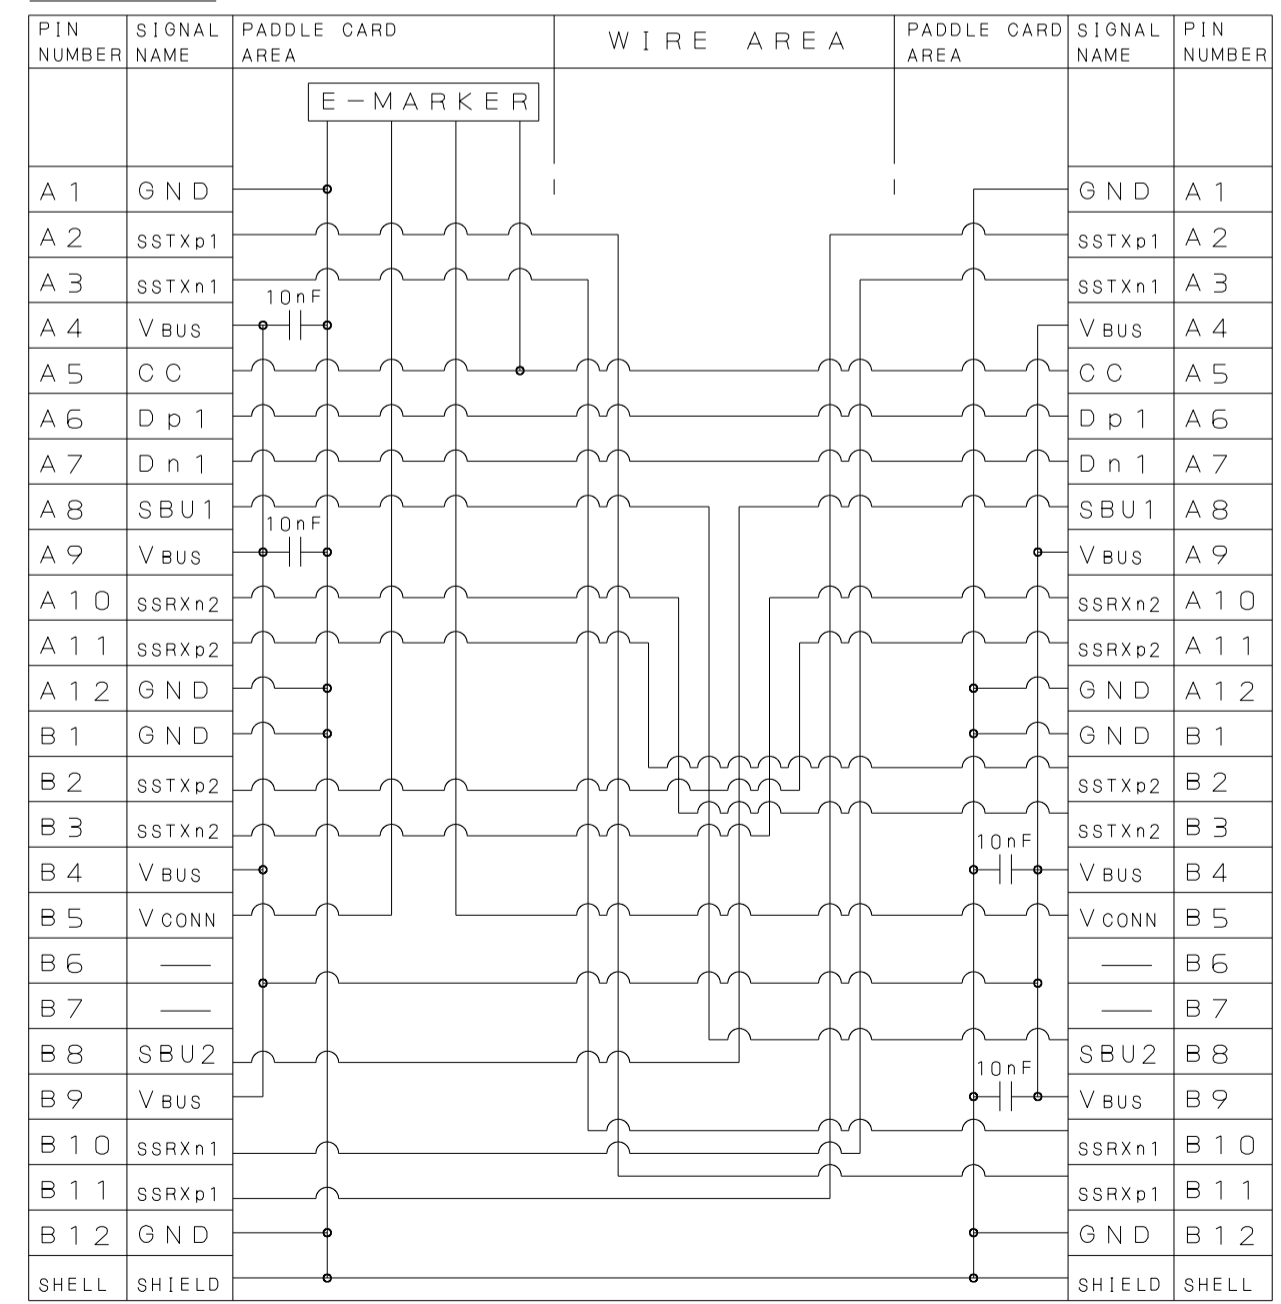 PIN NUMBER SIGNAL NAME PADDLE CARD AREA WIRE AREA PADDLE CARD AREA SIGNAL NAME PIN NUMBER
E-MARKER
A1 GND GND A1
A2 SSTXp1 SSTXp1 A2
A3 SSTXn1 SSTXn1 A3
10nF
A4 VBUS VBUS A4
A5 CC CC A5
A6 Dp1 Dp1 A6
A7 Dn1 Dn1 A7
A8 SBU1 SBU1 A8
10nF
A9 VBUS VBUS A9
A10 SSRXn2 SSRXn2 A10
A11 SSRXp2 SSRXp2 A11
A12 GND GND A12
B1 GND GND B1
B2 SSTXp2 SSTXp2 B2
B3 SSTXn2 SSTXn2 B3
10nF
B4 VBUS VBUS B4
B5 VCONN VCONN B5
B6 — — B6
B7 — — B7
B8 SBU2 SBU2 B8
10nF
B9 VBUS VBUS B9
B10 SSRXn1 SSRXn1 B10
B11 SSRXp1 SSRXp1 B11
B12 GND GND B12
SHELL SHIELD SHIELD SHELL